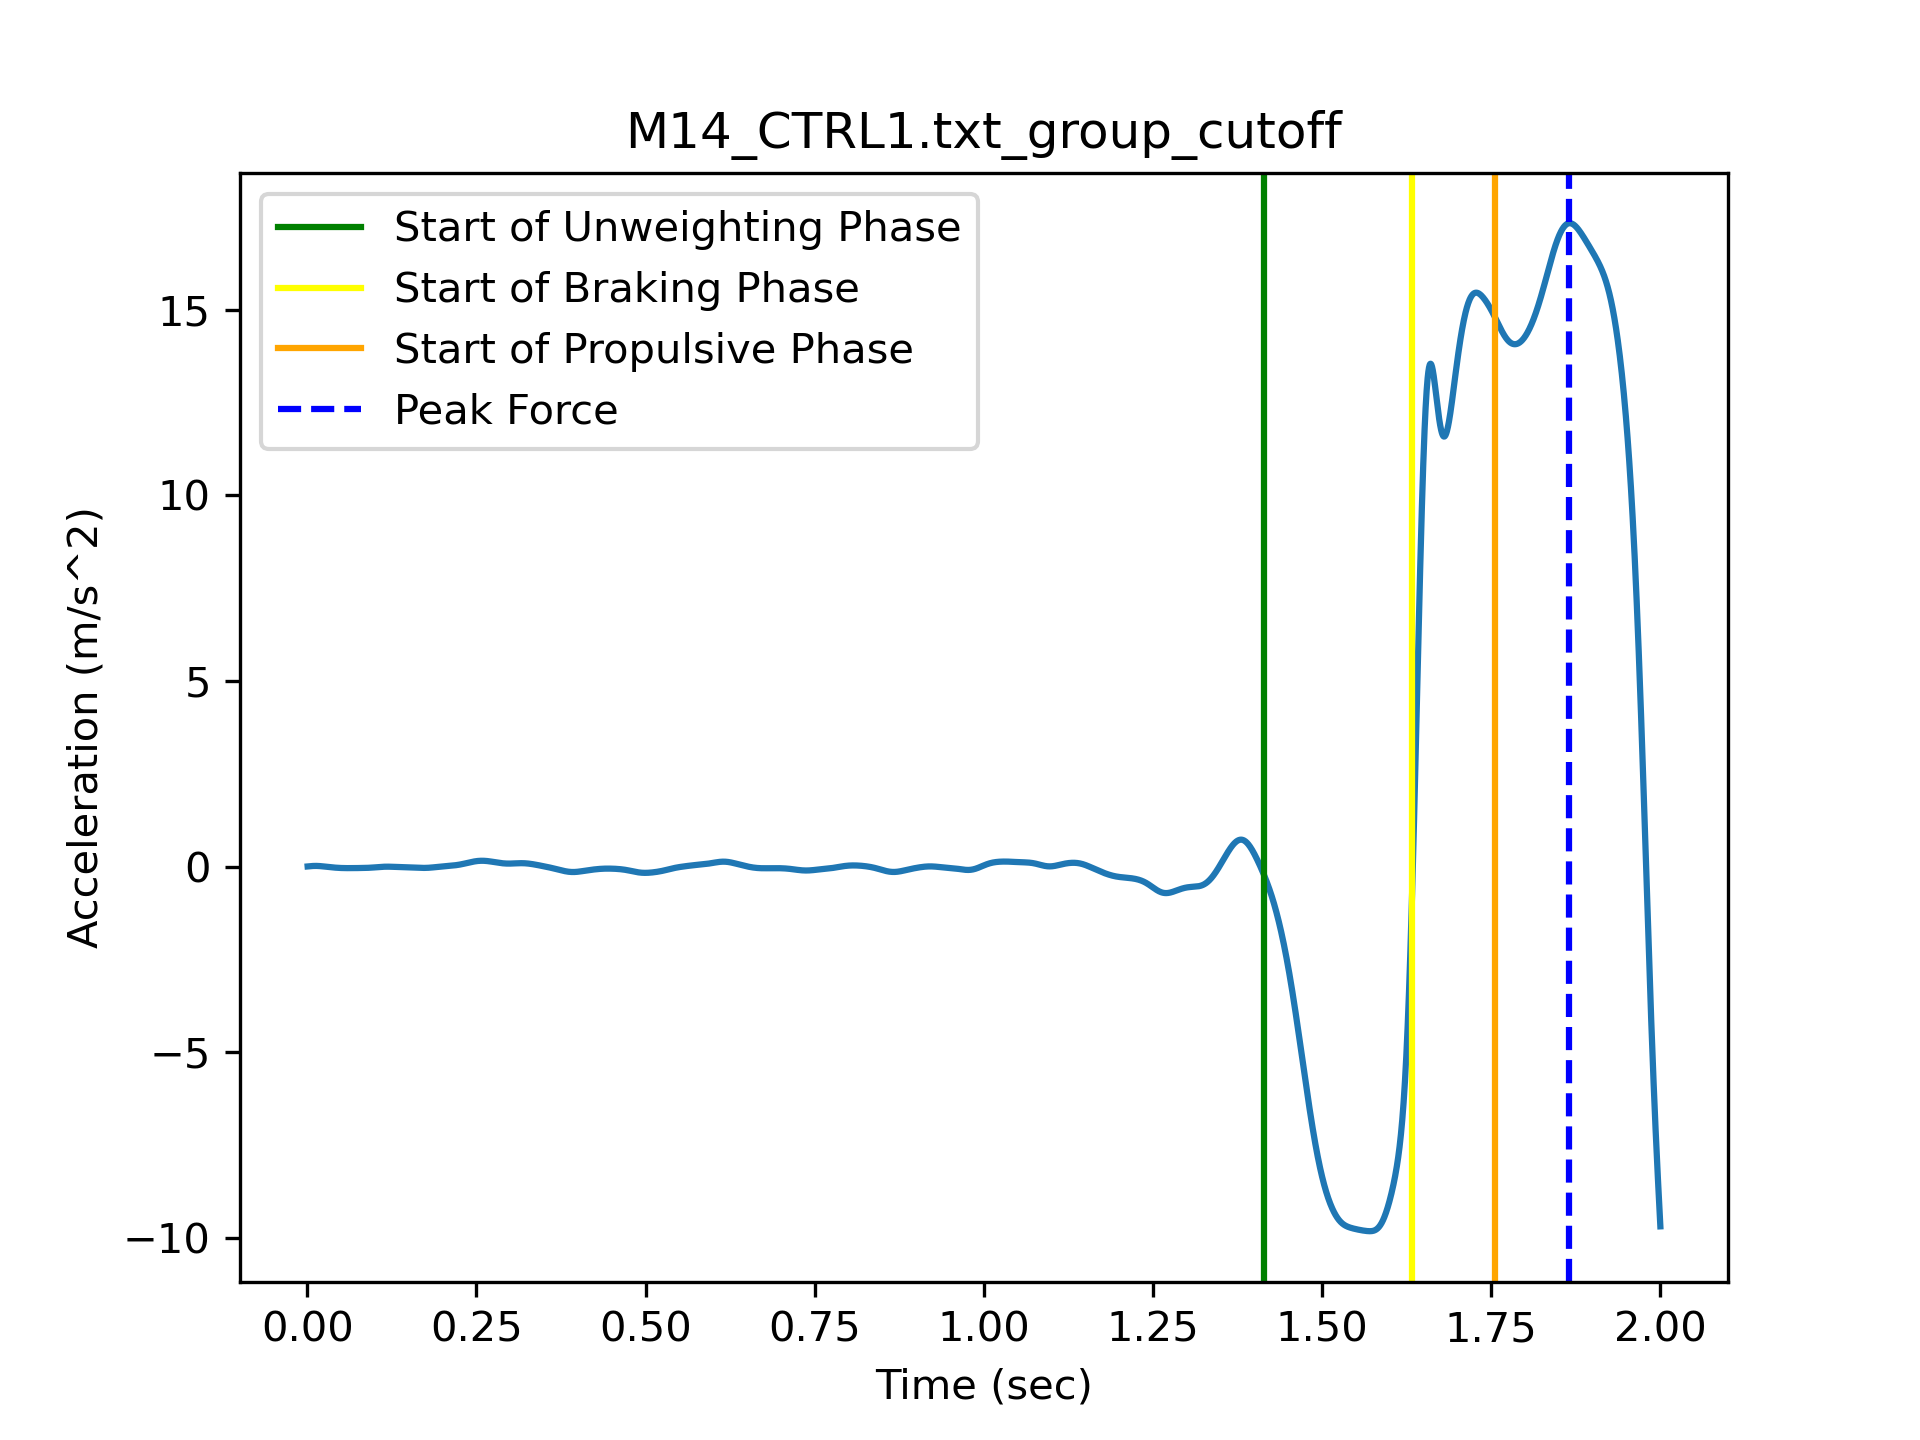 M14_CTRL1.txt_group_cutoff
Start of Unweighting Phase
Start of Braking Phase
Start of Propulsive Phase
Peak Force
15
10
5
0
−5
−10
Acceleration (m/s^2)
0.00 0.25 0.50 0.75 1.00 1.25 1.50 1.75 2.00
Time (sec)